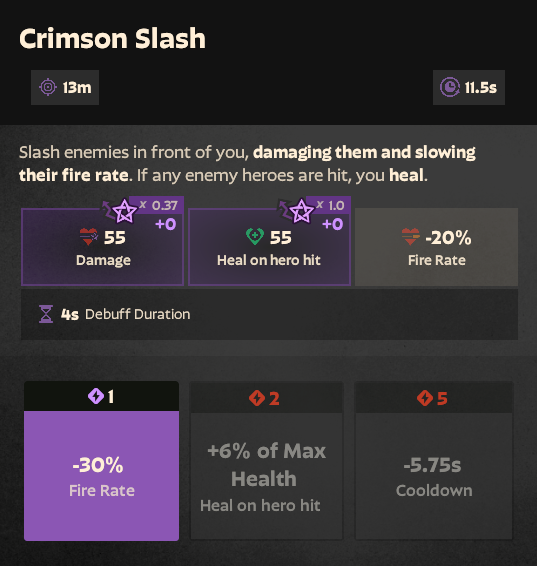 Crimson Slash
13m
11.5s
Slash enemies in front of you, damaging them and slowing
their fire rate. If any enemy heroes are hit, you heal.
x 0.37
+0
55
Damage
x 1.0
+0
55
Heal on hero hit
-20%
Fire Rate
4s Debuff Duration
1
-30%
Fire Rate
2
+6% of Max
Health
Heal on hero hit
5
-5.75s
Cooldown